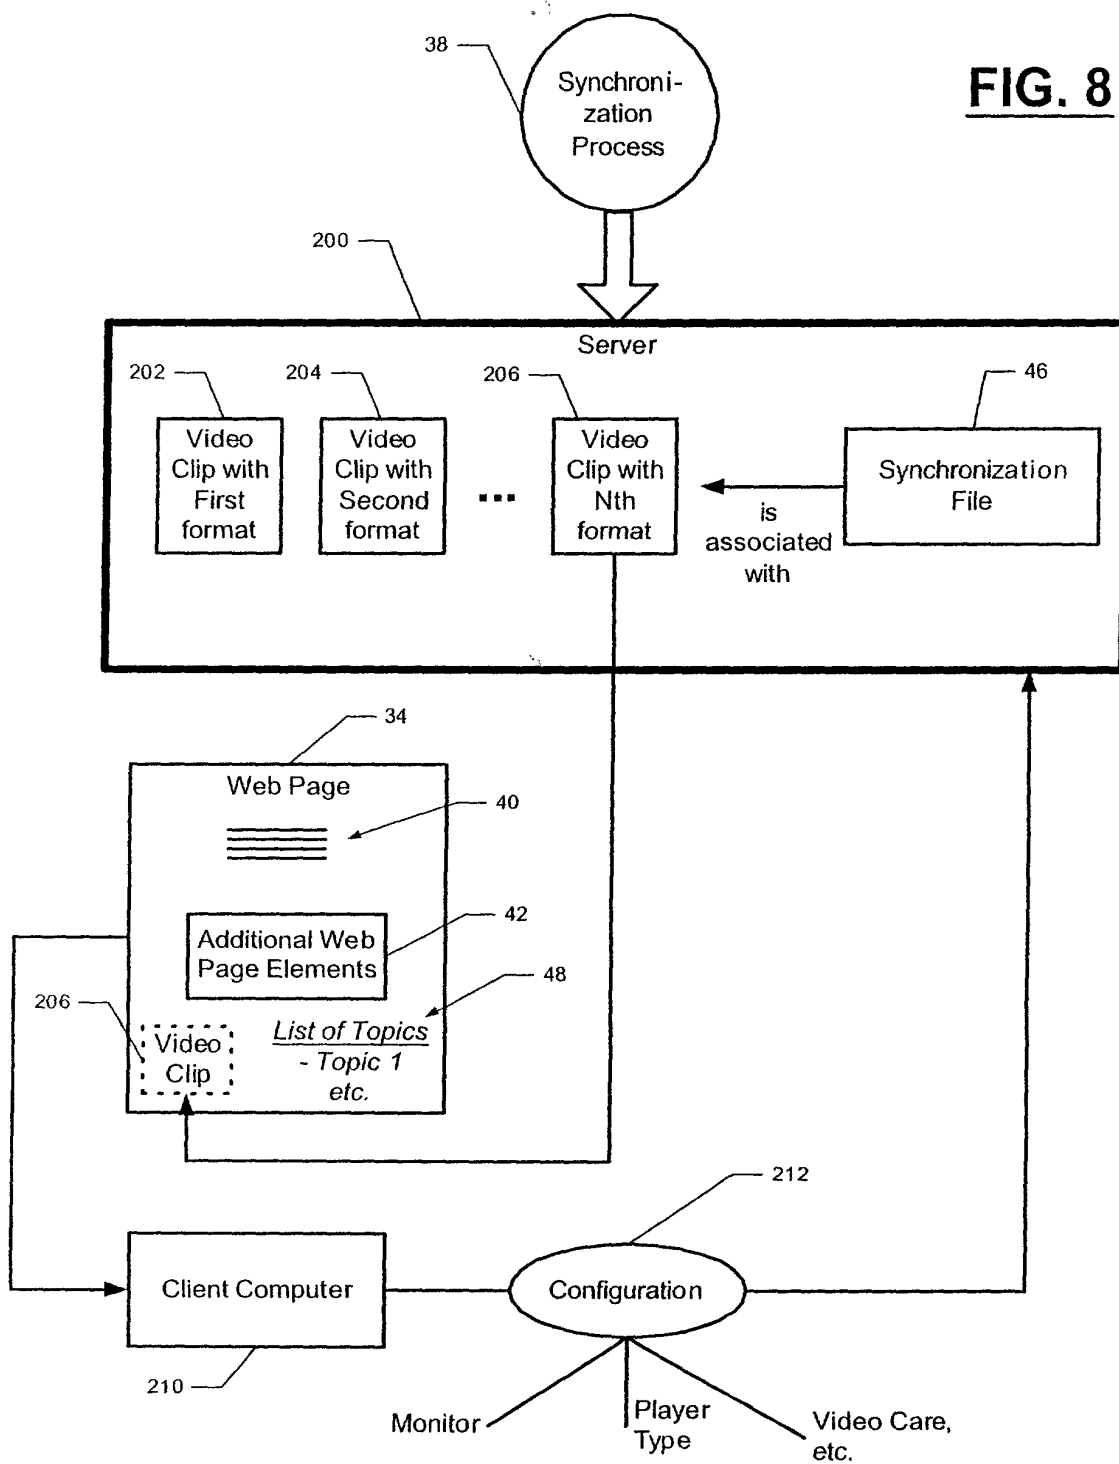 38
Synchroni-
zation
Process
FIG. 8
200
Server
202
204
206
46
Video
Clip with
First
format
Video
Clip with
Second
format
...
Video
Clip with
Nth
format
is
associated
with
Synchronization
File
34
Web Page
40
42
Additional Web
Page Elements
48
206
Video
Clip
List of Topics
- Topic 1
etc.
212
Client Computer
Configuration
210
Monitor
Player
Type
Video Care,
etc.